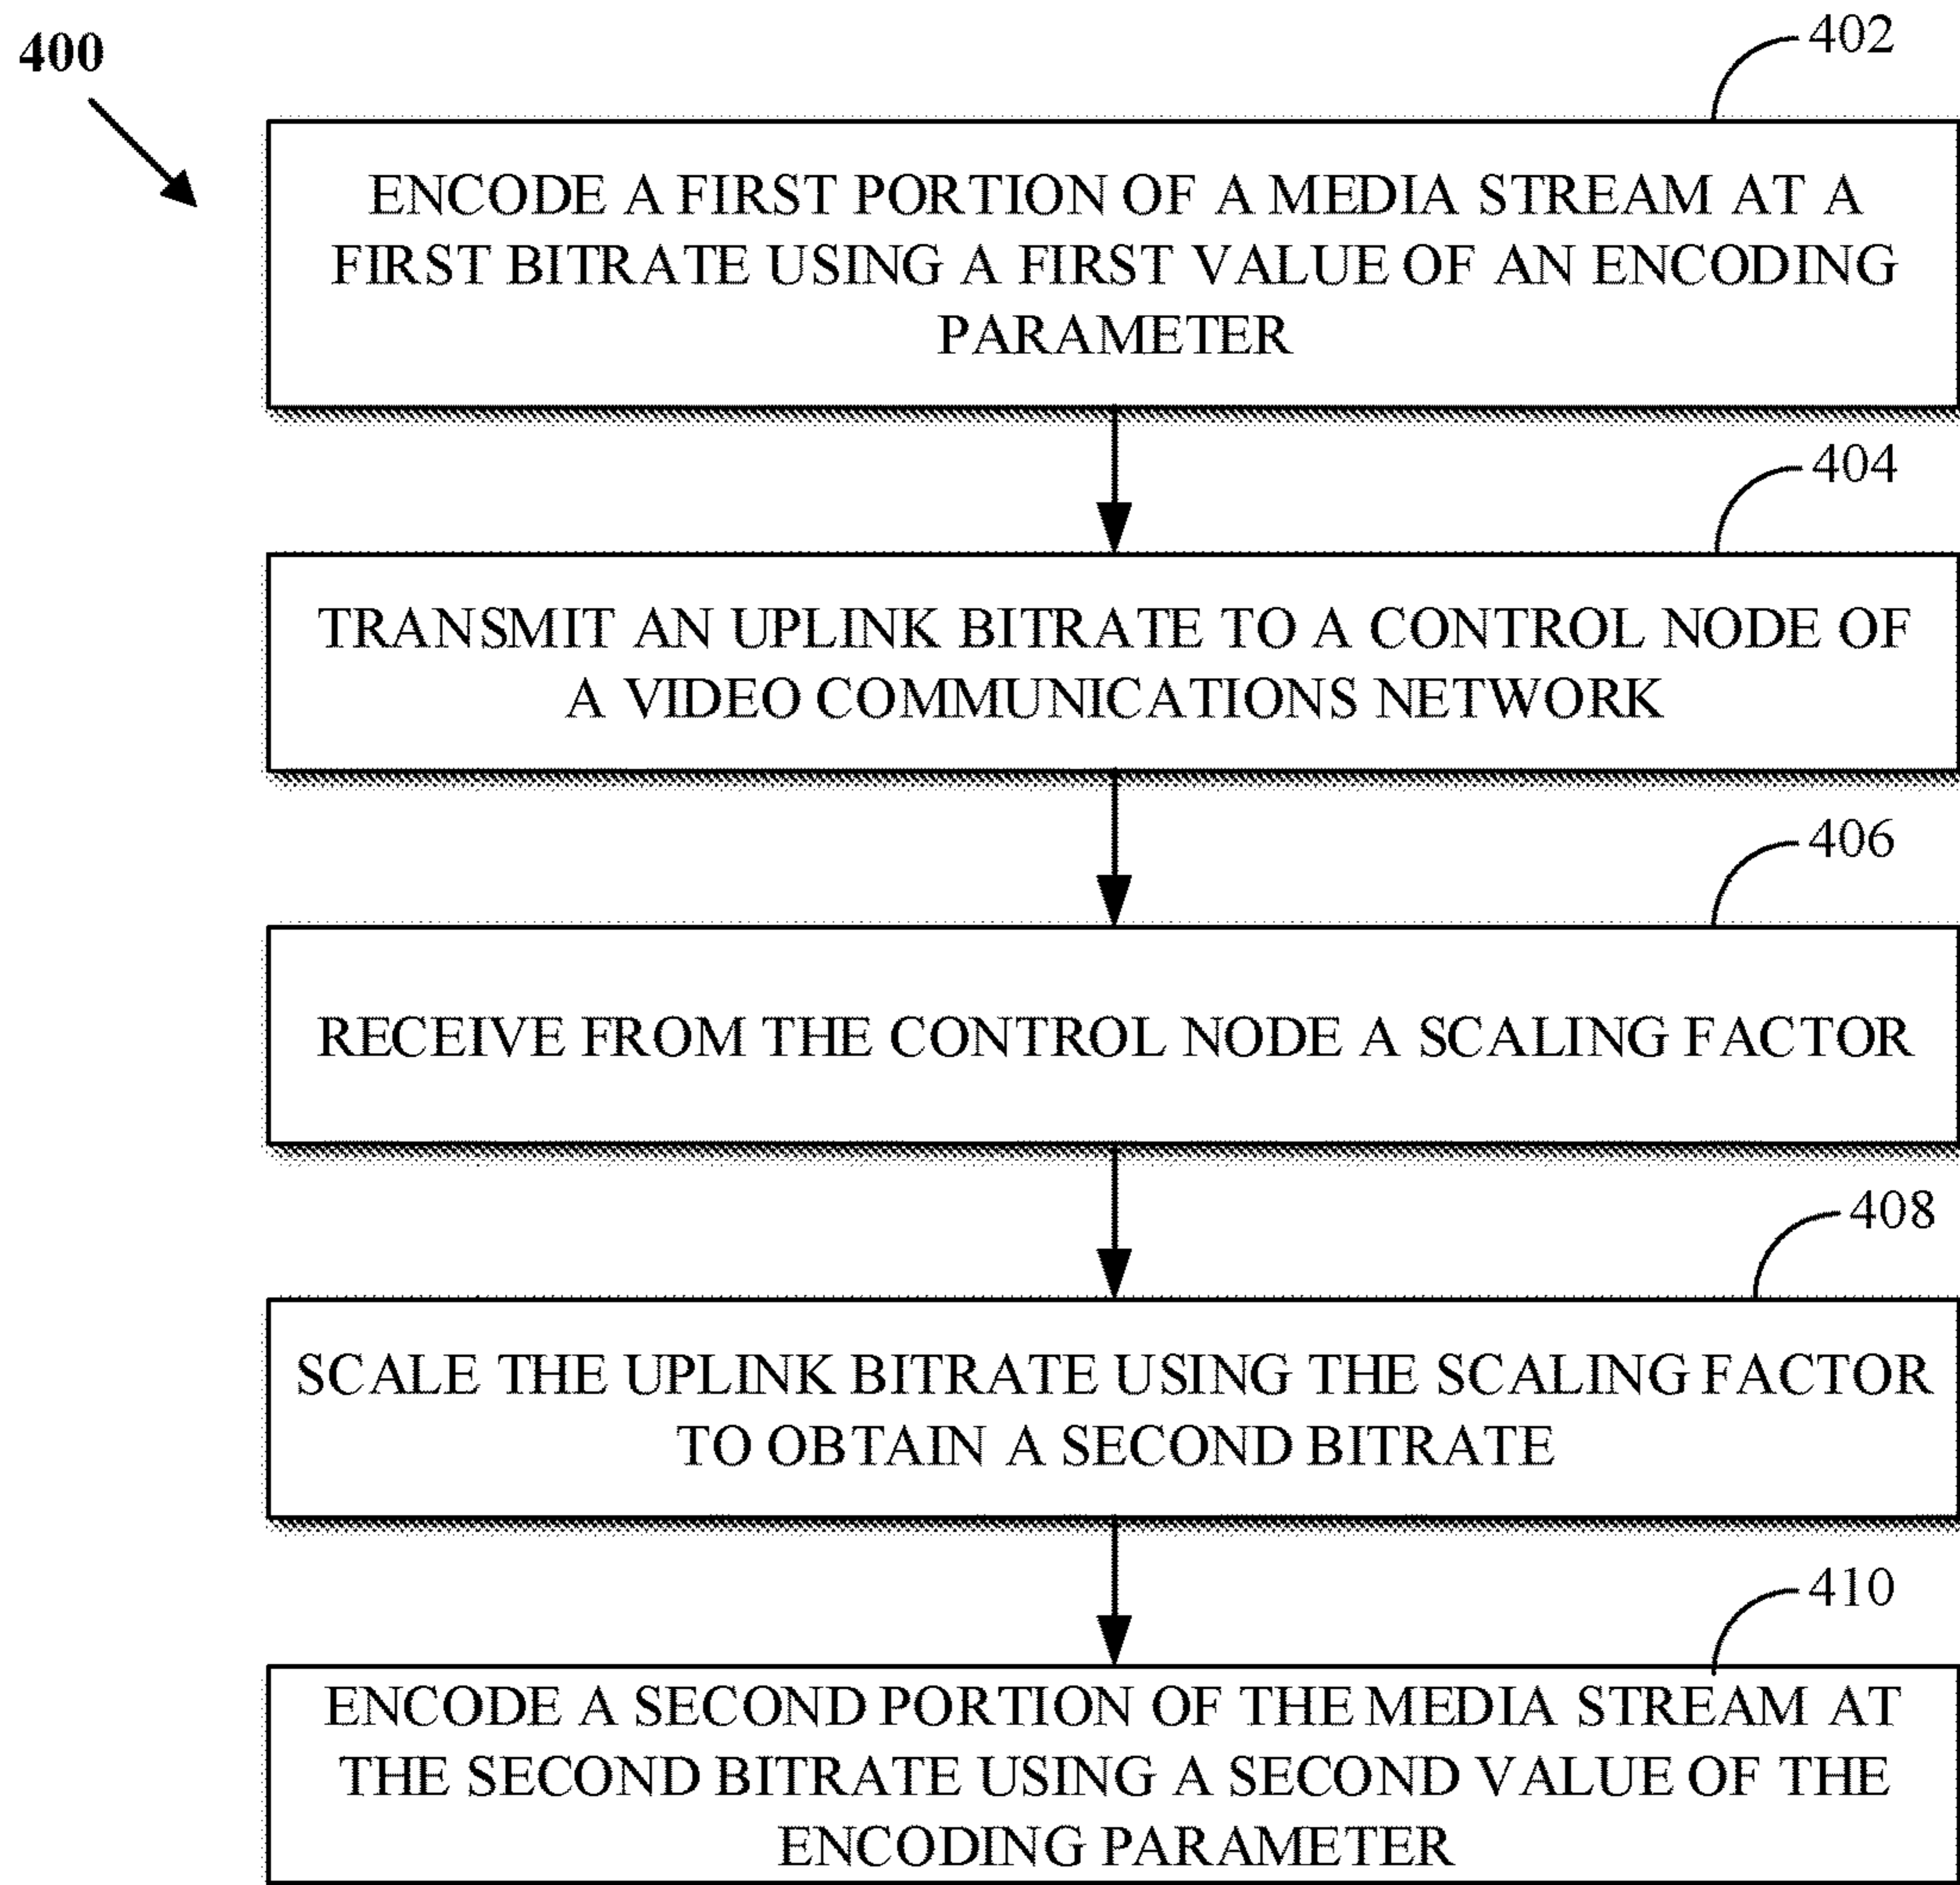 400
402
ENCODE A FIRST PORTION OF A MEDIA STREAM AT A
FIRST BITRATE USING A FIRST VALUE OF AN ENCODING
PARAMETER
404
TRANSMIT AN UPLINK BITRATE TO A CONTROL NODE OF
A VIDEO COMMUNICATIONS NETWORK
406
RECEIVE FROM THE CONTROL NODE A SCALING FACTOR
408
SCALE THE UPLINK BITRATE USING THE SCALING FACTOR
TO OBTAIN A SECOND BITRATE
410
ENCODE A SECOND PORTION OF THE MEDIA STREAM AT
THE SECOND BITRATE USING A SECOND VALUE OF THE
ENCODING PARAMETER